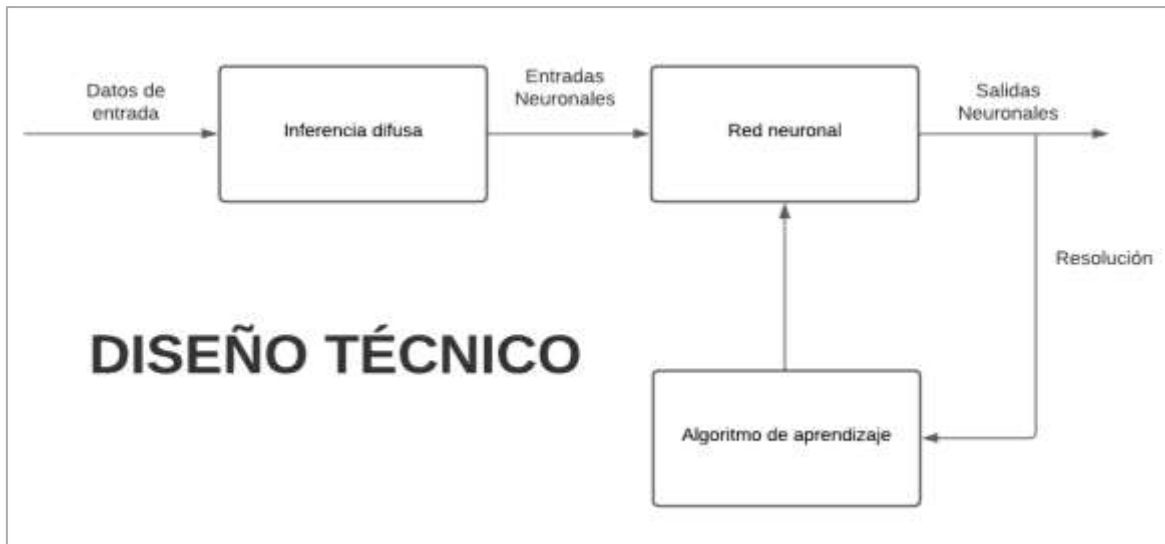 Datos de
entrada
Inferencia difusa
Entradas
Neuronales
Red neuronal
Salidas
Neuronales
Resolución
DISEÑO TÉCNICO
Algoritmo de aprendizaje